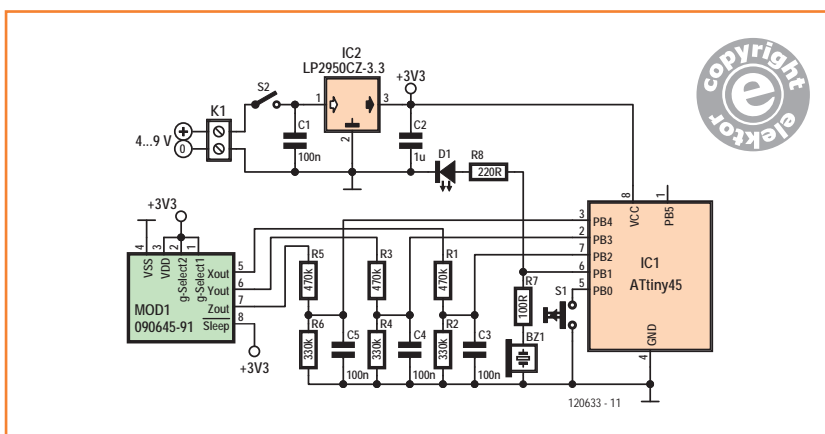 IC2
LP2950CZ-3.3
+3V3
copyright
e
elektor
S2
K1
1
3
2
4...9 V
+
0
C1
100n
C2
1u
D1
R8
220R
+3V3
8
1
VCC
PB5
3
PB4
2
PB3
7
PB2
6
PB1
5
PB0
IC1
ATtiny45
GND
4
4
3
2
1
VSS
VDD
g-Select2
g-Select1
Xout
5
Yout
6
Zout
7
Sleep
8
MOD1
090645-91
+3V3
R5
470k
R3
470k
R1
470k
R7
100R
S1
R6
330k
C5
100n
R4
330k
C4
100n
R2
330k
C3
100n
BZ1
120633 - 11